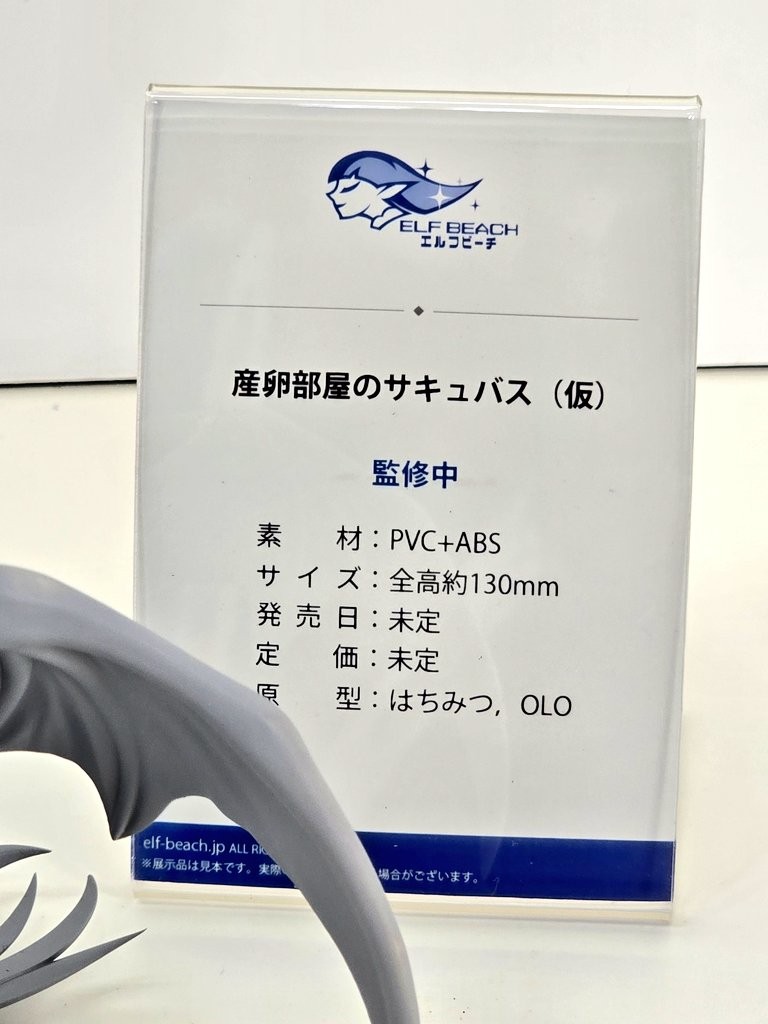 ELF BEACH
エルフビーチ
産卵部屋のサキュバス（仮）
監修中
素材：PVC+ABS
サイズ：全高約130mm
発売日：未定
定価：未定
原型：はちみつ，OLO
elf-beach.jp ALL
※展示品は見本です。実際 場合がございます。